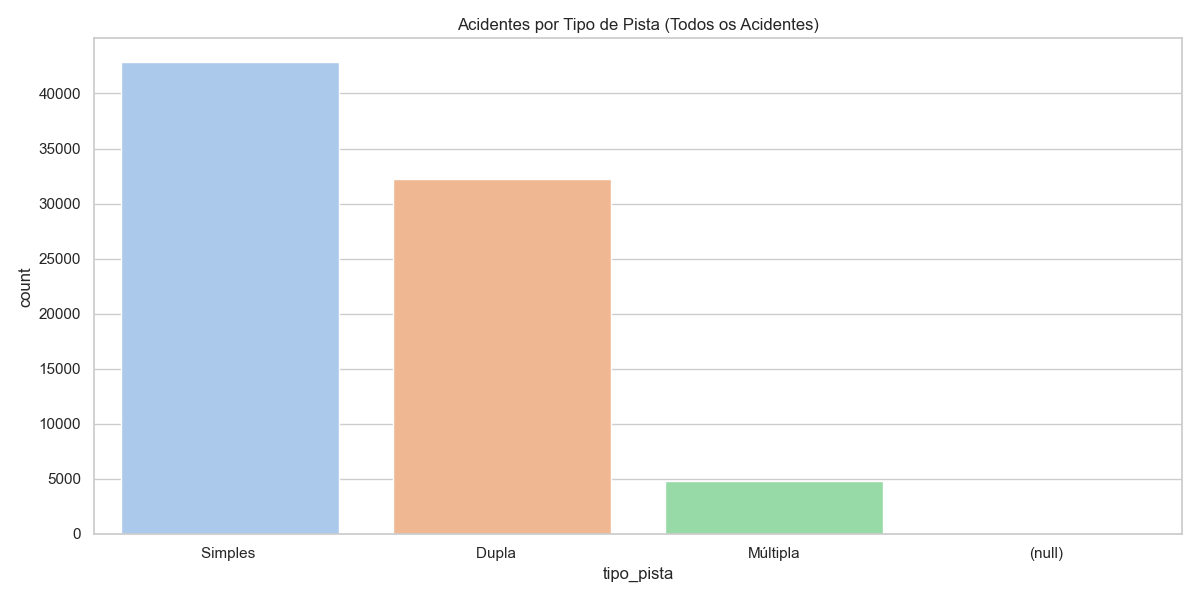 Acidentes por Tipo de Pista (Todos os Acidentes)
count
40000
35000
30000
25000
20000
15000
10000
5000
0
Simples
Dupla
Múltipla
(null)
tipo_pista